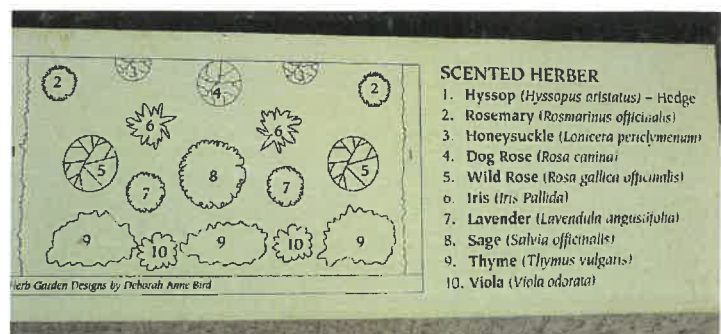 SCENTED HERBER
1. Hyssop (Hyssopus aristatus) – Hedge
2. Rosemary (Rosmarinus officinalis)
3. Honeysuckle (Lonicera periclymenum)
4. Dog Rose (Rosa canina)
5. Wild Rose (Rosa gallica officinalis)
6. Iris (Iris Pallida)
7. Lavender (Lavendula angustifolia)
8. Sage (Salvia officinalis)
9. Thyme (Thymus vulgaris)
10. Viola (Viola odorata)
2 3 4 3 2
6 6
1 1
5 7 8 7 5
9 10 9 10 9
Herb Garden Designs by Deborah Anne Bird